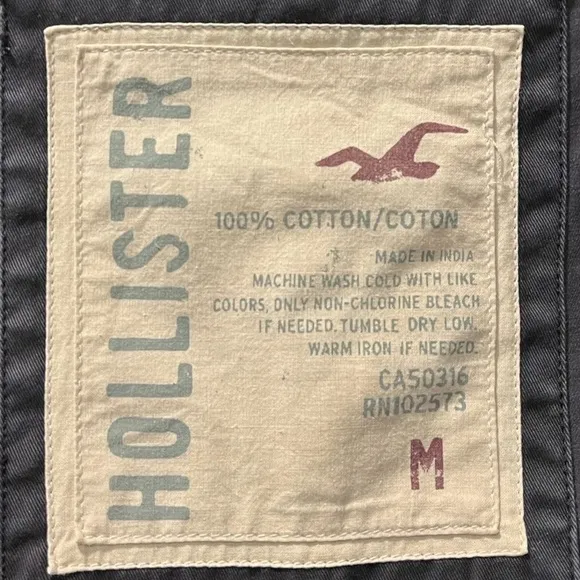 HOLLISTER
100% COTTON/COTON
MADE IN INDIA
MACHINE WASH COLD WITH LIKE
COLORS, ONLY NON-CHLORINE BLEACH
IF NEEDED. TUMBLE DRY LOW.
WARM IRON IF NEEDED.
CA50316
RN102573
M